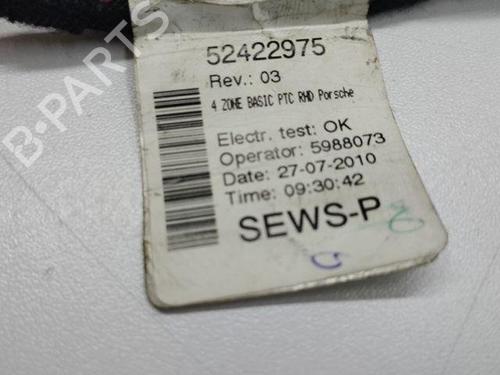 52422975
Rev.: 03
4 ZONE BASIC PTC RHD Porsche
Electr. test: OK
Operator: 5988073
Date: 27-07-2010
Time: 09:30:42
SEWS-P
B-PARTS